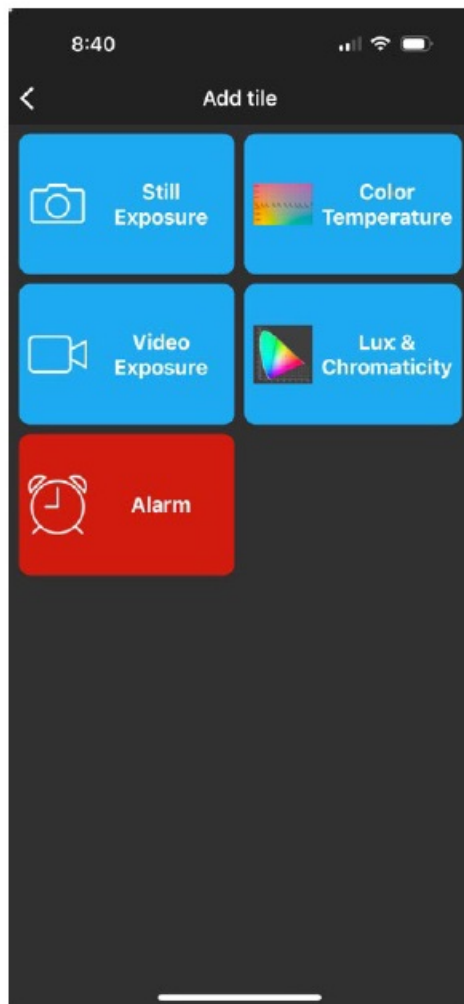 8:40
Add tile
Still
Exposure
Color
Temperature
Video
Exposure
Lux &
Chromaticity
Alarm